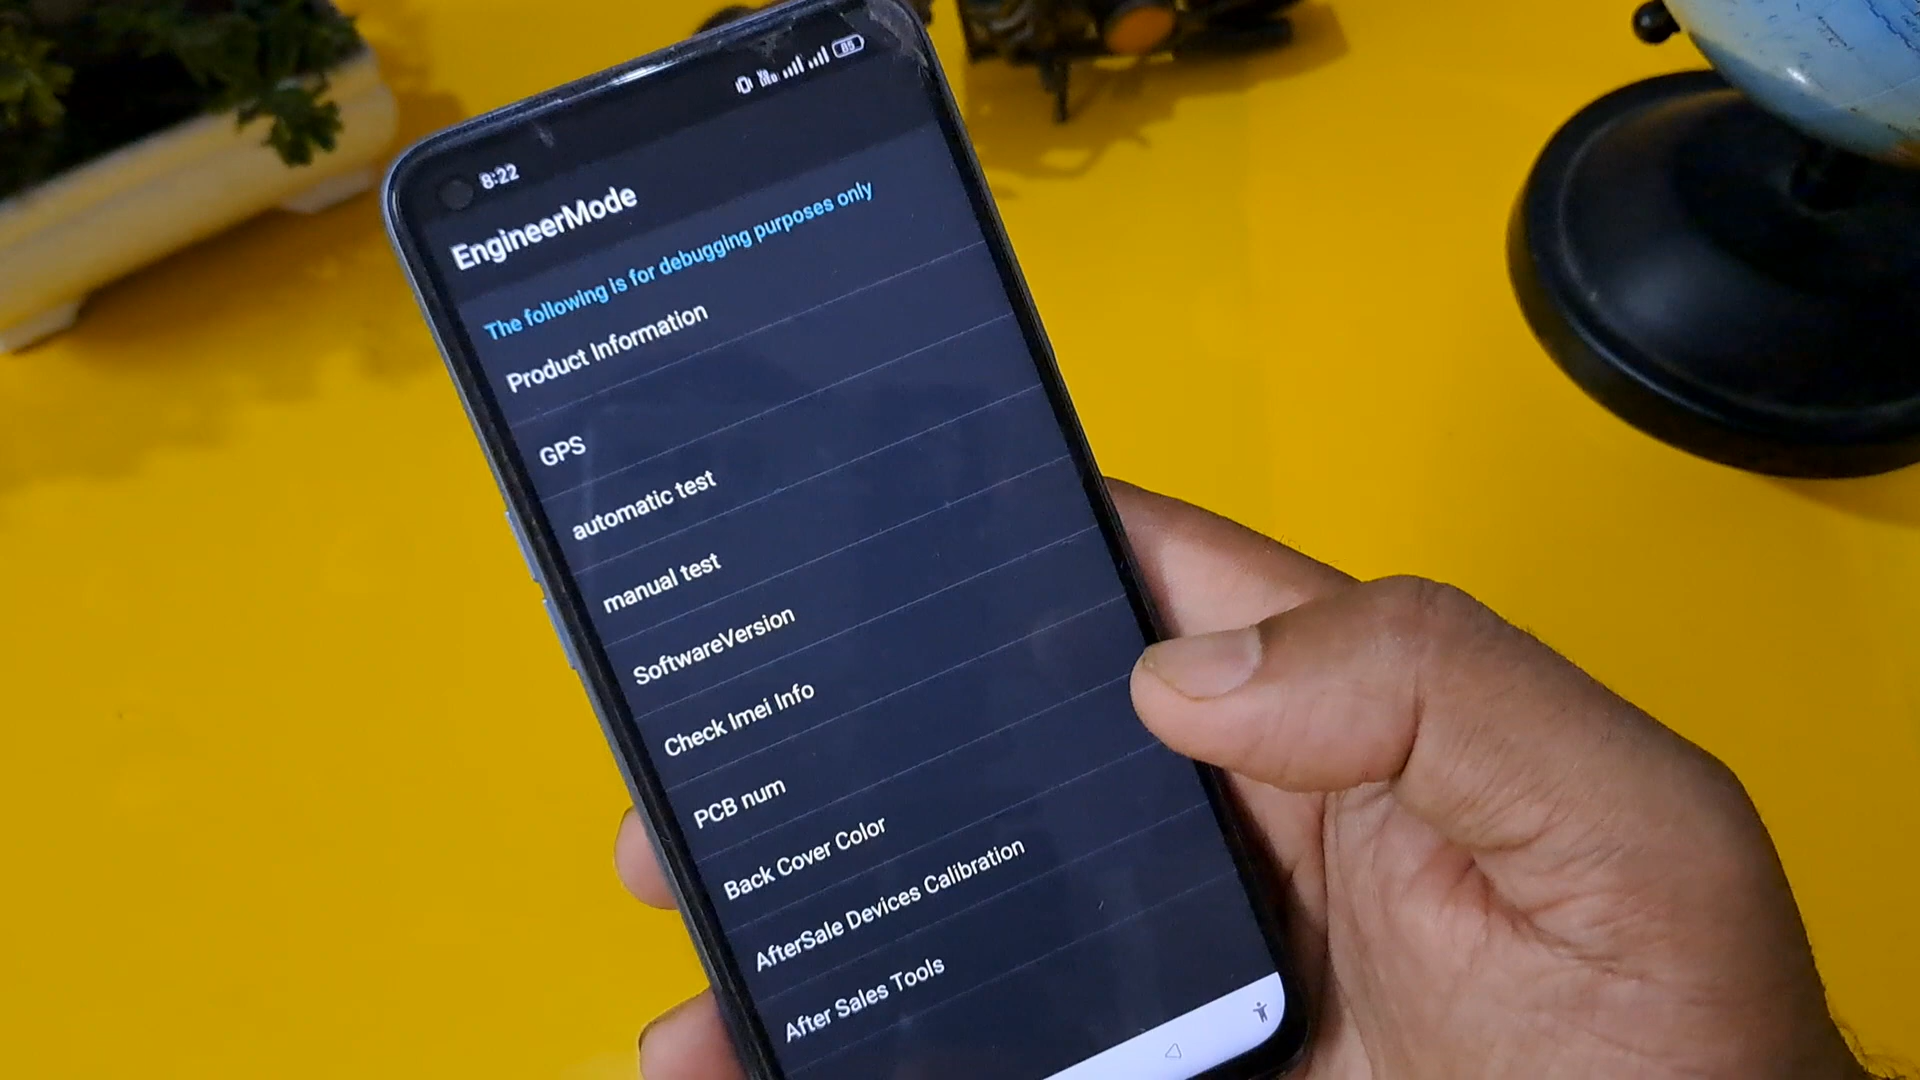 8:22
85
EngineerMode
The following is for debugging purposes only
Product Information
GPS
automatic test
manual test
SoftwareVersion
Check Imei Info
PCB num
Back Cover Color
AfterSale Devices Calibration
After Sales Tools